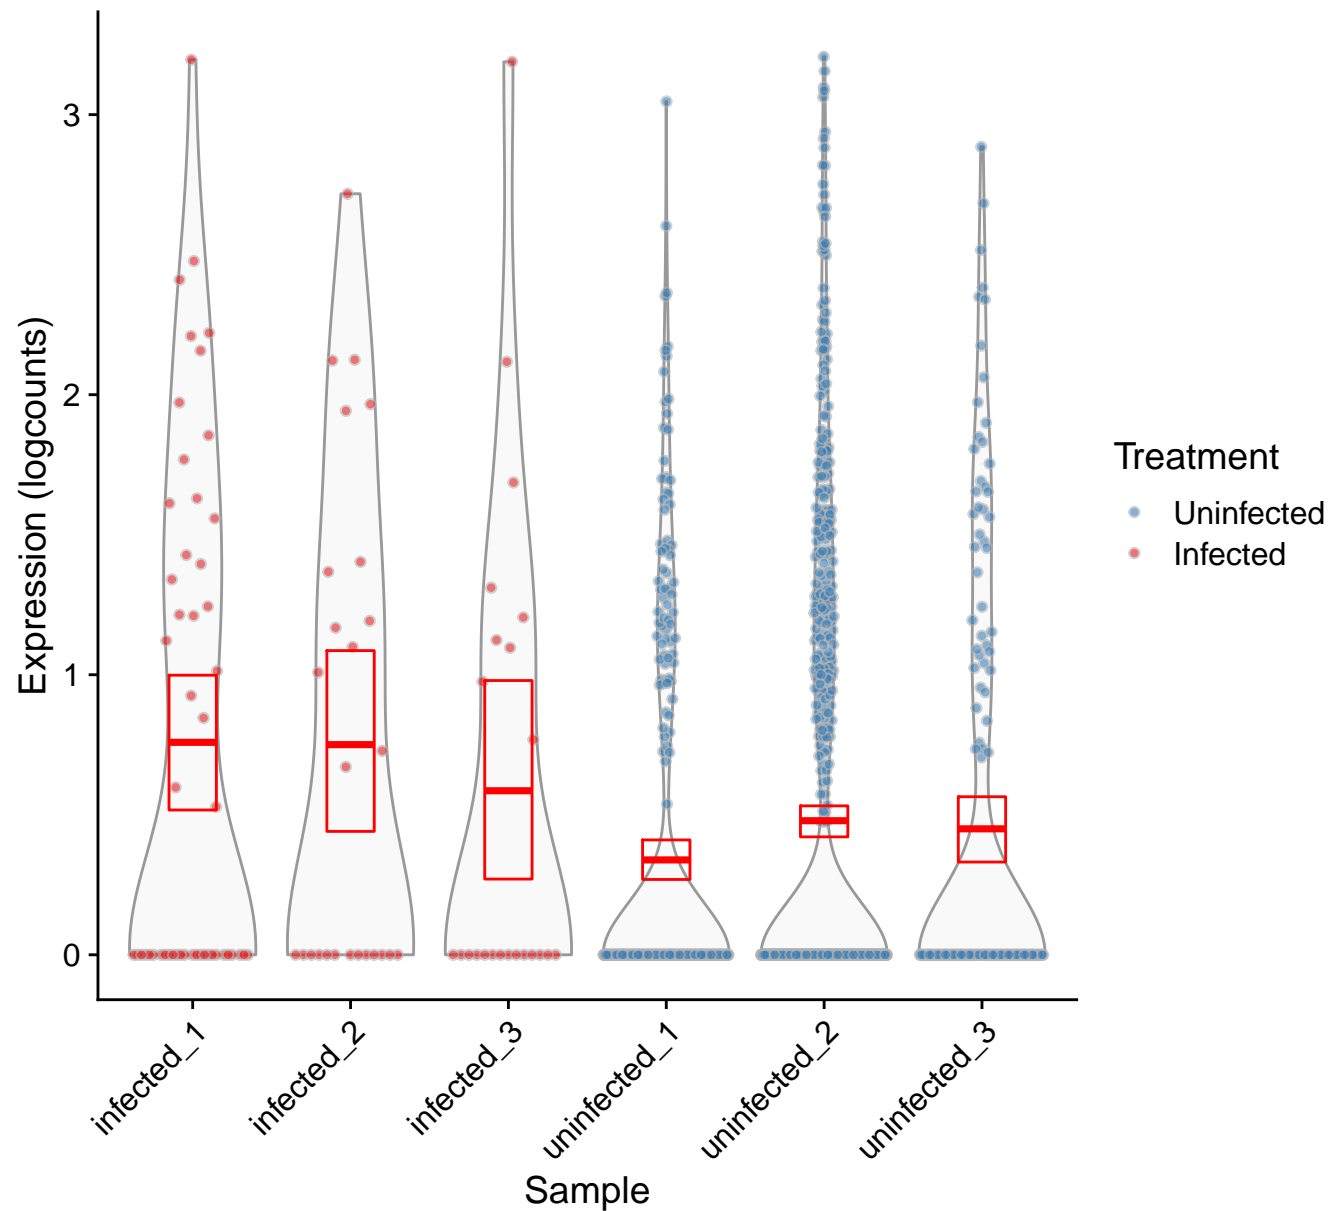 Expression (logcounts)
3
2
1
0
infected_1
infected_2
infected_3
uninfected_1
uninfected_2
uninfected_3
Sample
Treatment
Uninfected
Infected